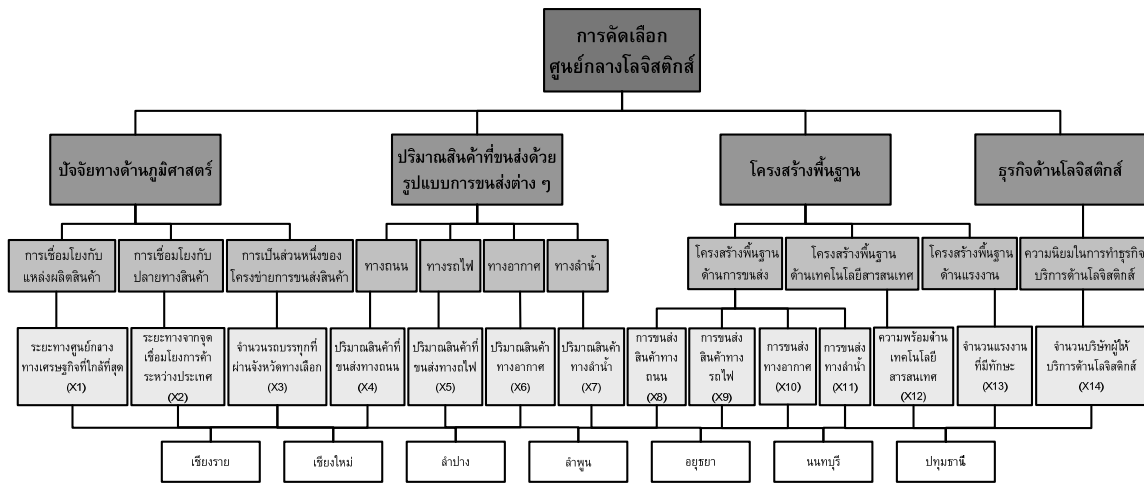 การคัดเลือก
ศูนย์กลางโลจิสติกส์
ปัจจัยทางด้านภูมิศาสตร์
ปริมาณสินค้าที่ขนส่งด้วย
รูปแบบการขนส่งต่าง ๆ
โครงสร้างพื้นฐาน
ธุรกิจด้านโลจิสติกส์
การเชื่อมโยงกับ
แหล่งผลิตสินค้า
การเชื่อมโยงกับ
ปลายทางสินค้า
การเป็นส่วนหนึ่งของ
โครงข่ายการขนส่งสินค้า
ทางถนน
ทางรถไฟ
ทางอากาศ
ทางลำน้ำ
โครงสร้างพื้นฐาน
ด้านการขนส่ง
โครงสร้างพื้นฐาน
ด้านเทคโนโลยีสารสนเทศ
โครงสร้างพื้นฐาน
ด้านแรงงาน
ความนิยมในการทำธุรกิจ
บริการด้านโลจิสติกส์
ระยะทางศูนย์กลาง
ทางเศรษฐกิจที่ใกล้ที่สุด
(X1)
ระยะทางจากจุด
เชื่อมโยงการค้า
ระหว่างประเทศ
(X2)
จำนวนรถบรรทุกที่
ผ่านจังหวัดทางเลือก
(X3)
ปริมาณสินค้าที่
ขนส่งทางถนน
(X4)
ปริมาณสินค้าที่
ขนส่งทางรถไฟ
(X5)
ปริมาณสินค้า
ทางอากาศ
(X6)
ปริมาณสินค้า
ทางลำน้ำ
(X7)
การขนส่ง
สินค้าทาง
ถนน
(X8)
การขนส่ง
สินค้าทาง
รถไฟ
(X9)
การขนส่ง
ทางอากาศ
(X10)
การขนส่ง
ทางลำน้ำ
(X11)
ความพร้อมด้าน
เทคโนโลยี
สารสนเทศ
(X12)
จำนวนแรงงาน
ที่มีทักษะ
(X13)
จำนวนบริษัทผู้ให้
บริการด้านโลจิสติกส์
(X14)
เชียงราย
เชียงใหม่
ลำปาง
ลำพูน
อยุธยา
นนทบุรี
ปทุมธานี